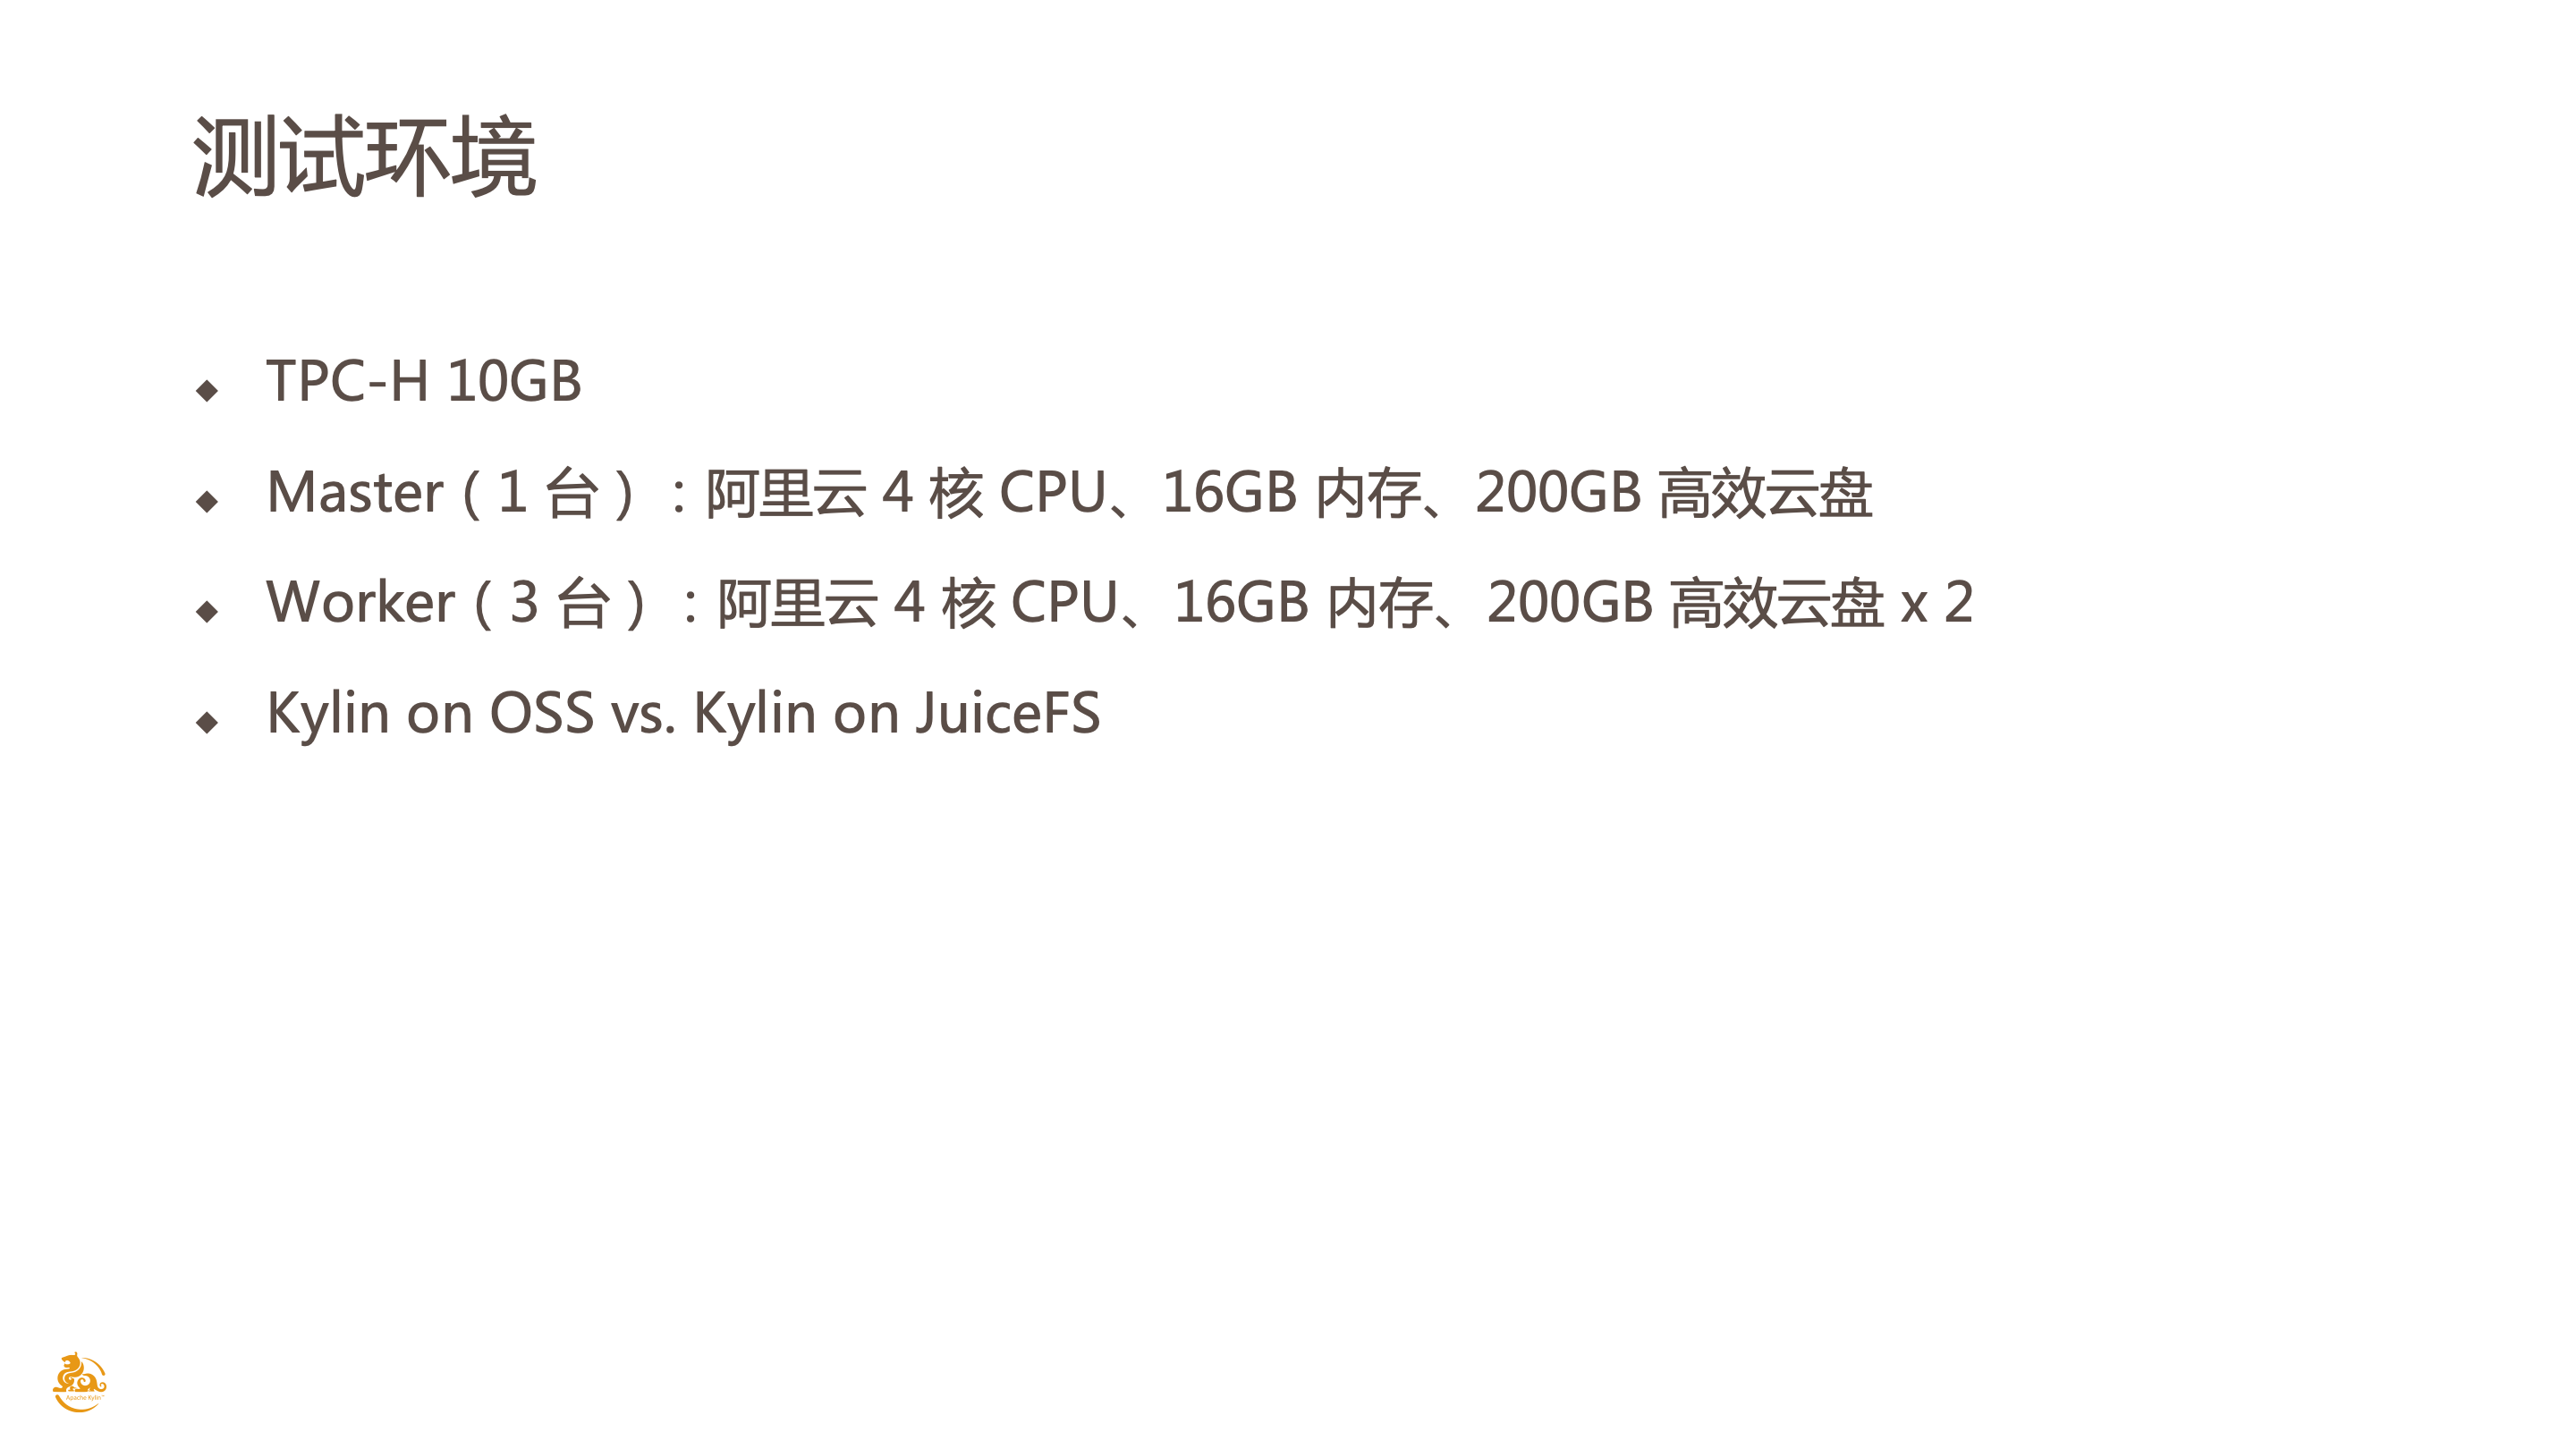 测试环境
◆ TPC-H 10GB
◆ Master（1 台）：阿里云 4 核 CPU、16GB 内存、200GB 高效云盘
◆ Worker（3 台）：阿里云 4 核 CPU、16GB 内存、200GB 高效云盘 x 2
◆ Kylin on OSS vs. Kylin on JuiceFS
Apache Kylin™